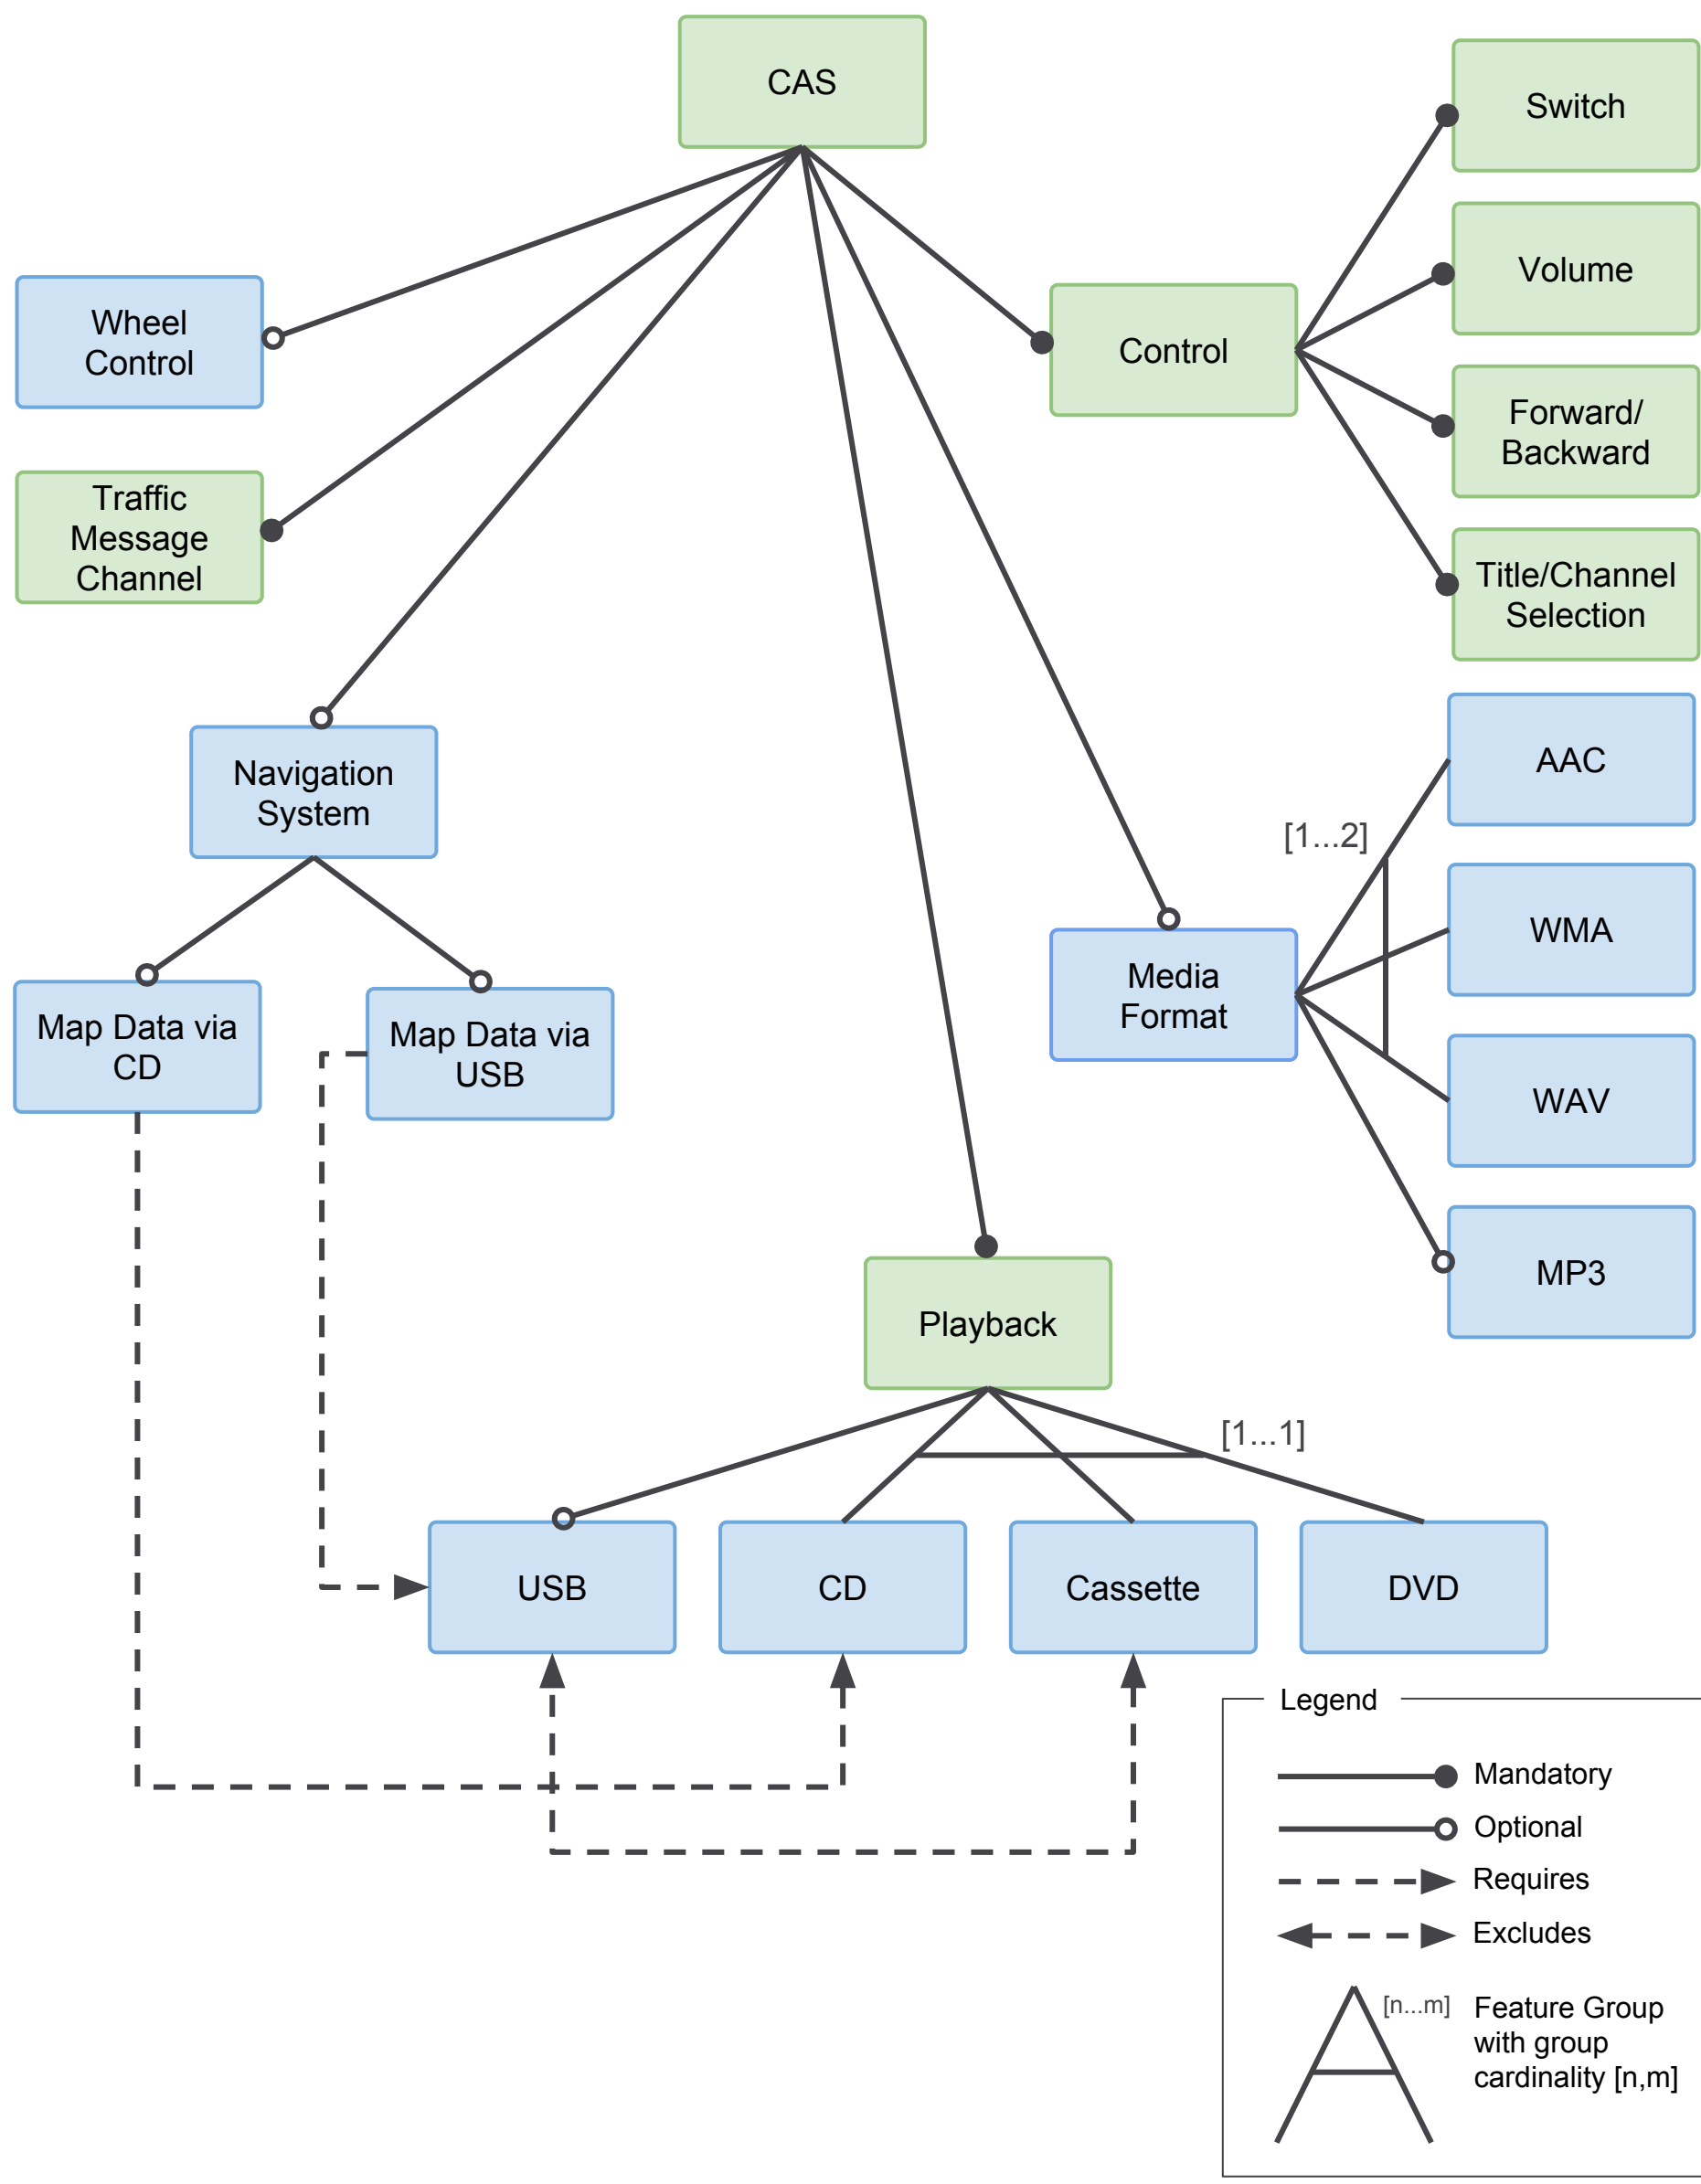 CAS
Switch
Volume
Wheel
Control
Control
Forward/
Backward
Traffic
Message
Channel
Title/Channel
Selection
Navigation
System
AAC
[1...2]
WMA
Media
Format
Map Data via
CD
Map Data via
USB
WAV
MP3
Playback
[1...1]
USB
CD
Cassette
DVD
Legend
Mandatory
Optional
Requires
Excludes
[n...m]
Feature Group
with group
cardinality [n,m]